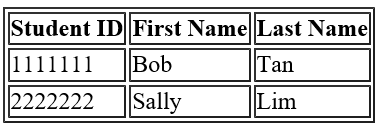 Student ID First Name Last Name
1111111 Bob Tan
2222222 Sally Lim